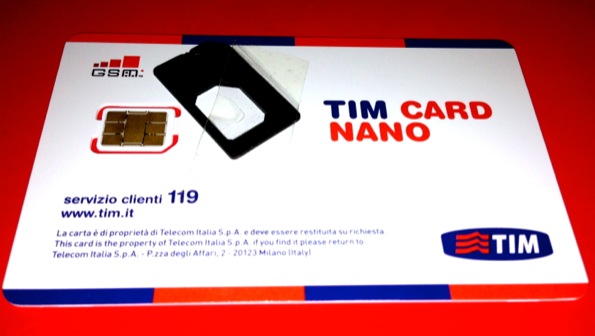 GSM
TIM CARD
NANO
servizio clienti 119
www.tim.it
La carta è di proprietà di Telecom Italia S.p.A. e deve essere restituita su richiesta.
This card is the property of Telecom Italia S.p.A. if you find it please return to
Telecom Italia S.p.A. - P.zza degli Affari, 2 - 20123 Milano (Italy)
TIM